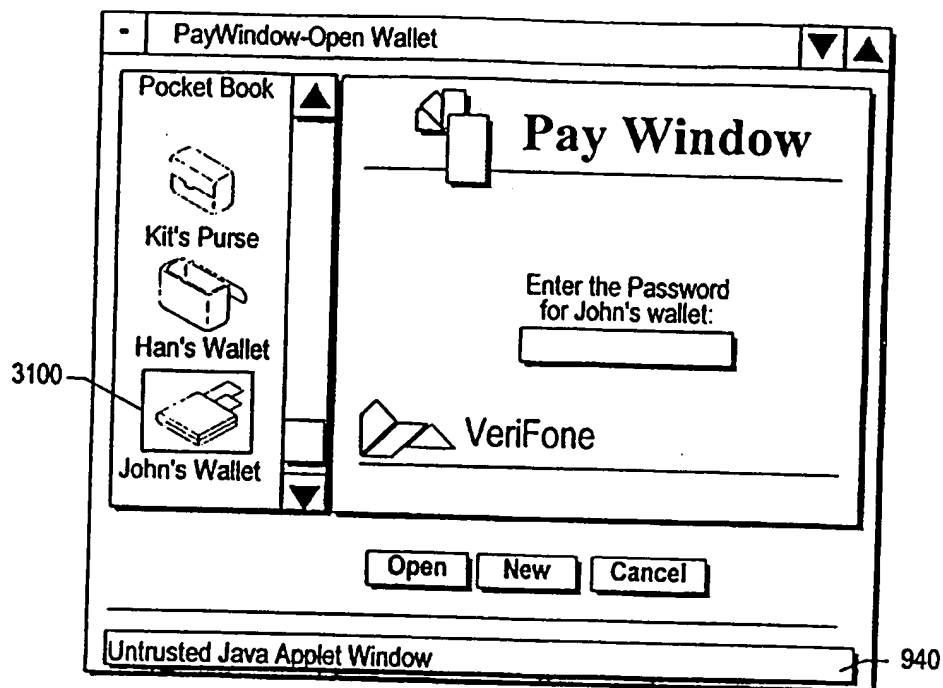 PayWindow-Open Wallet
Pocket Book
Kit's Purse
Han's Wallet
3100
John's Wallet
Pay Window
Enter the Password
for John's wallet:
VeriFone
Open
New
Cancel
Untrusted Java Applet Window
940